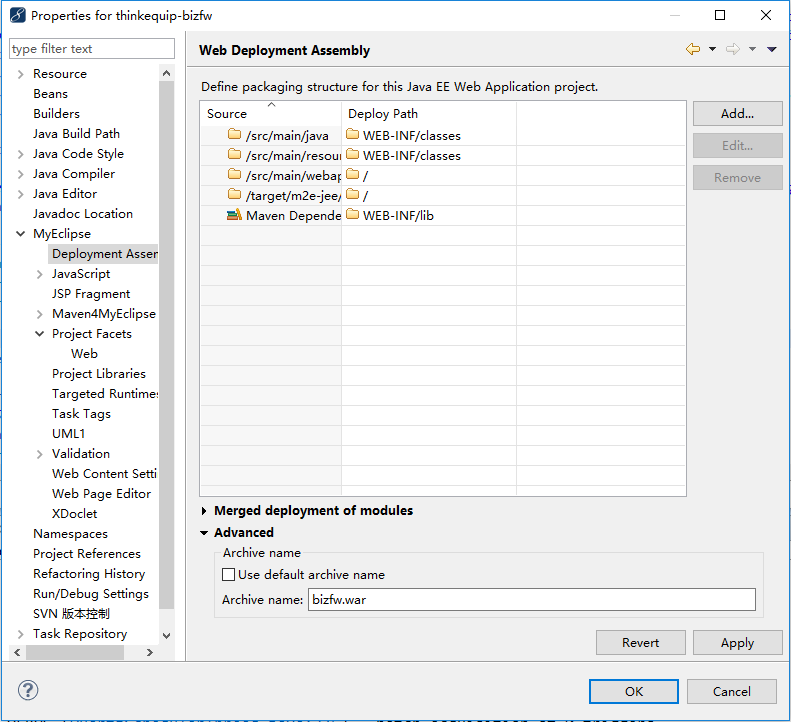 Properties for thinkequip-bizfw
type filter text
Resource
Beans
Builders
Java Build Path
Java Code Style
Java Compiler
Java Editor
Javadoc Location
MyEclipse
Deployment Assem
JavaScript
JSP Fragment
Maven4MyEclipse
Project Facets
Web
Project Libraries
Targeted Runtimes
Task Tags
UML1
Validation
Web Content Setti
Web Page Editor
XDoclet
Namespaces
Project References
Refactoring History
Run/Debug Settings
SVN 版本控制
Task Repository
Web Deployment Assembly
Define packaging structure for this Java EE Web Application project.
Source Deploy Path
/src/main/java WEB-INF/classes
/src/main/resour WEB-INF/classes
/src/main/webap /
/target/m2e-jee/ /
Maven Depende WEB-INF/lib
Add...
Edit...
Remove
Merged deployment of modules
Advanced
Archive name
Use default archive name
Archive name: bizfw.war
Revert Apply
? OK Cancel